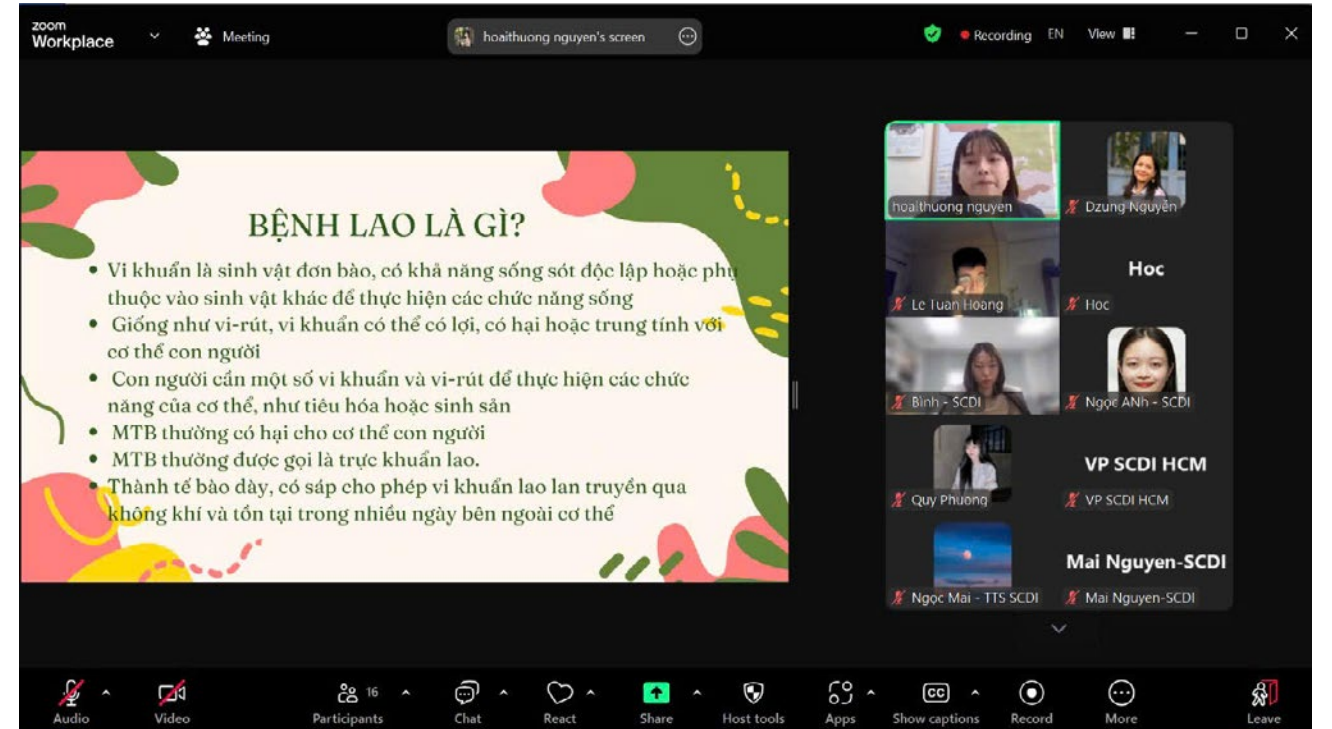 zoom
Workplace
Meeting
hoaithuong nguyen's screen
Recording
EN
View
BỆNH LAO LÀ GÌ?
• Vi khuẩn là sinh vật đơn bào, có khả năng sống sót độc lập hoặc phụ
thuộc vào sinh vật khác để thực hiện các chức năng sống
• Giống như vi-rút, vi khuẩn có thể có lợi, có hại hoặc trung tính với
cơ thể con người
• Con người cần một số vi khuẩn và vi-rút để thực hiện các chức
năng của cơ thể, như tiêu hóa hoặc sinh sản
• MTB thường có hại cho cơ thể con người
• MTB thường được gọi là trực khuẩn lao.
• Thành tế bào dày, có sáp cho phép vi khuẩn lao lan truyền qua
không khí và tồn tại trong nhiều ngày bên ngoài cơ thể
hoaithuong nguyen
Dzung Nguyễn
Le Tuan Hoang
Hoc
Hoc
Bình - SCDI
Ngọc ANh - SCDI
Quy Phuong
VP SCDI HCM
VP SCDI HCM
Ngọc Mai - TTS SCDI
Mai Nguyen-SCDI
Mai Nguyen-SCDI
Audio
Video
16
Participants
Chat
React
Share
Host tools
Apps
CC
Show captions
Record
More
Leave